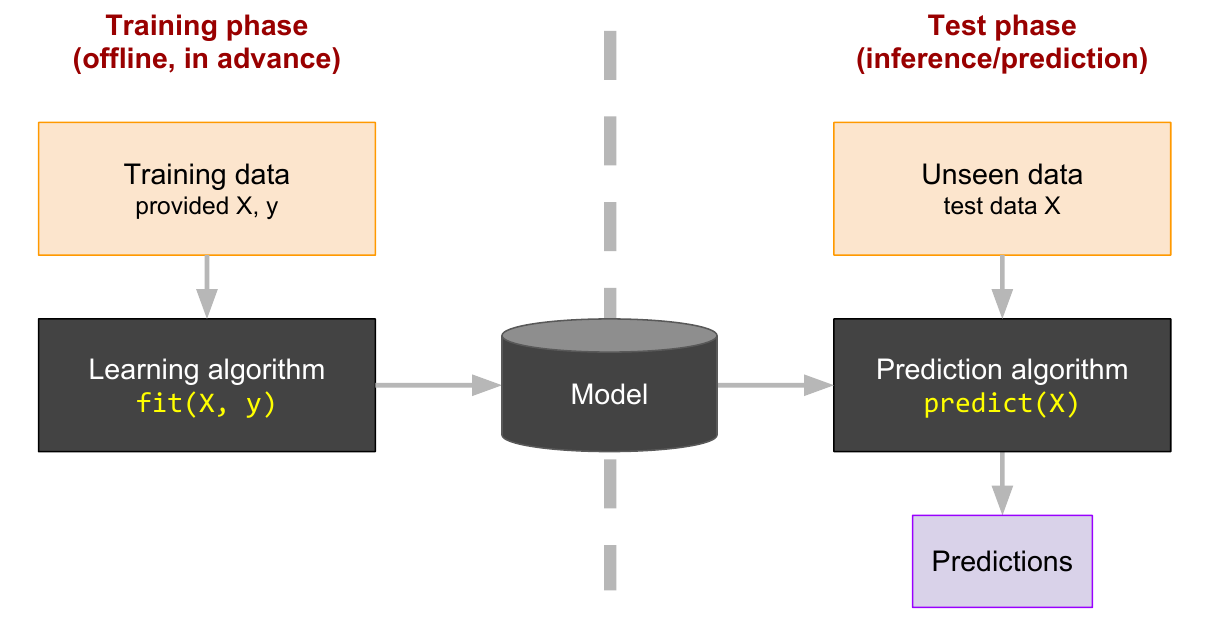 Training phase
(offline, in advance)
Test phase
(inference/prediction)
Training data
provided X, y
Unseen data
test data X
Learning algorithm
fit(X, y)
Model
Prediction algorithm
predict(X)
Predictions